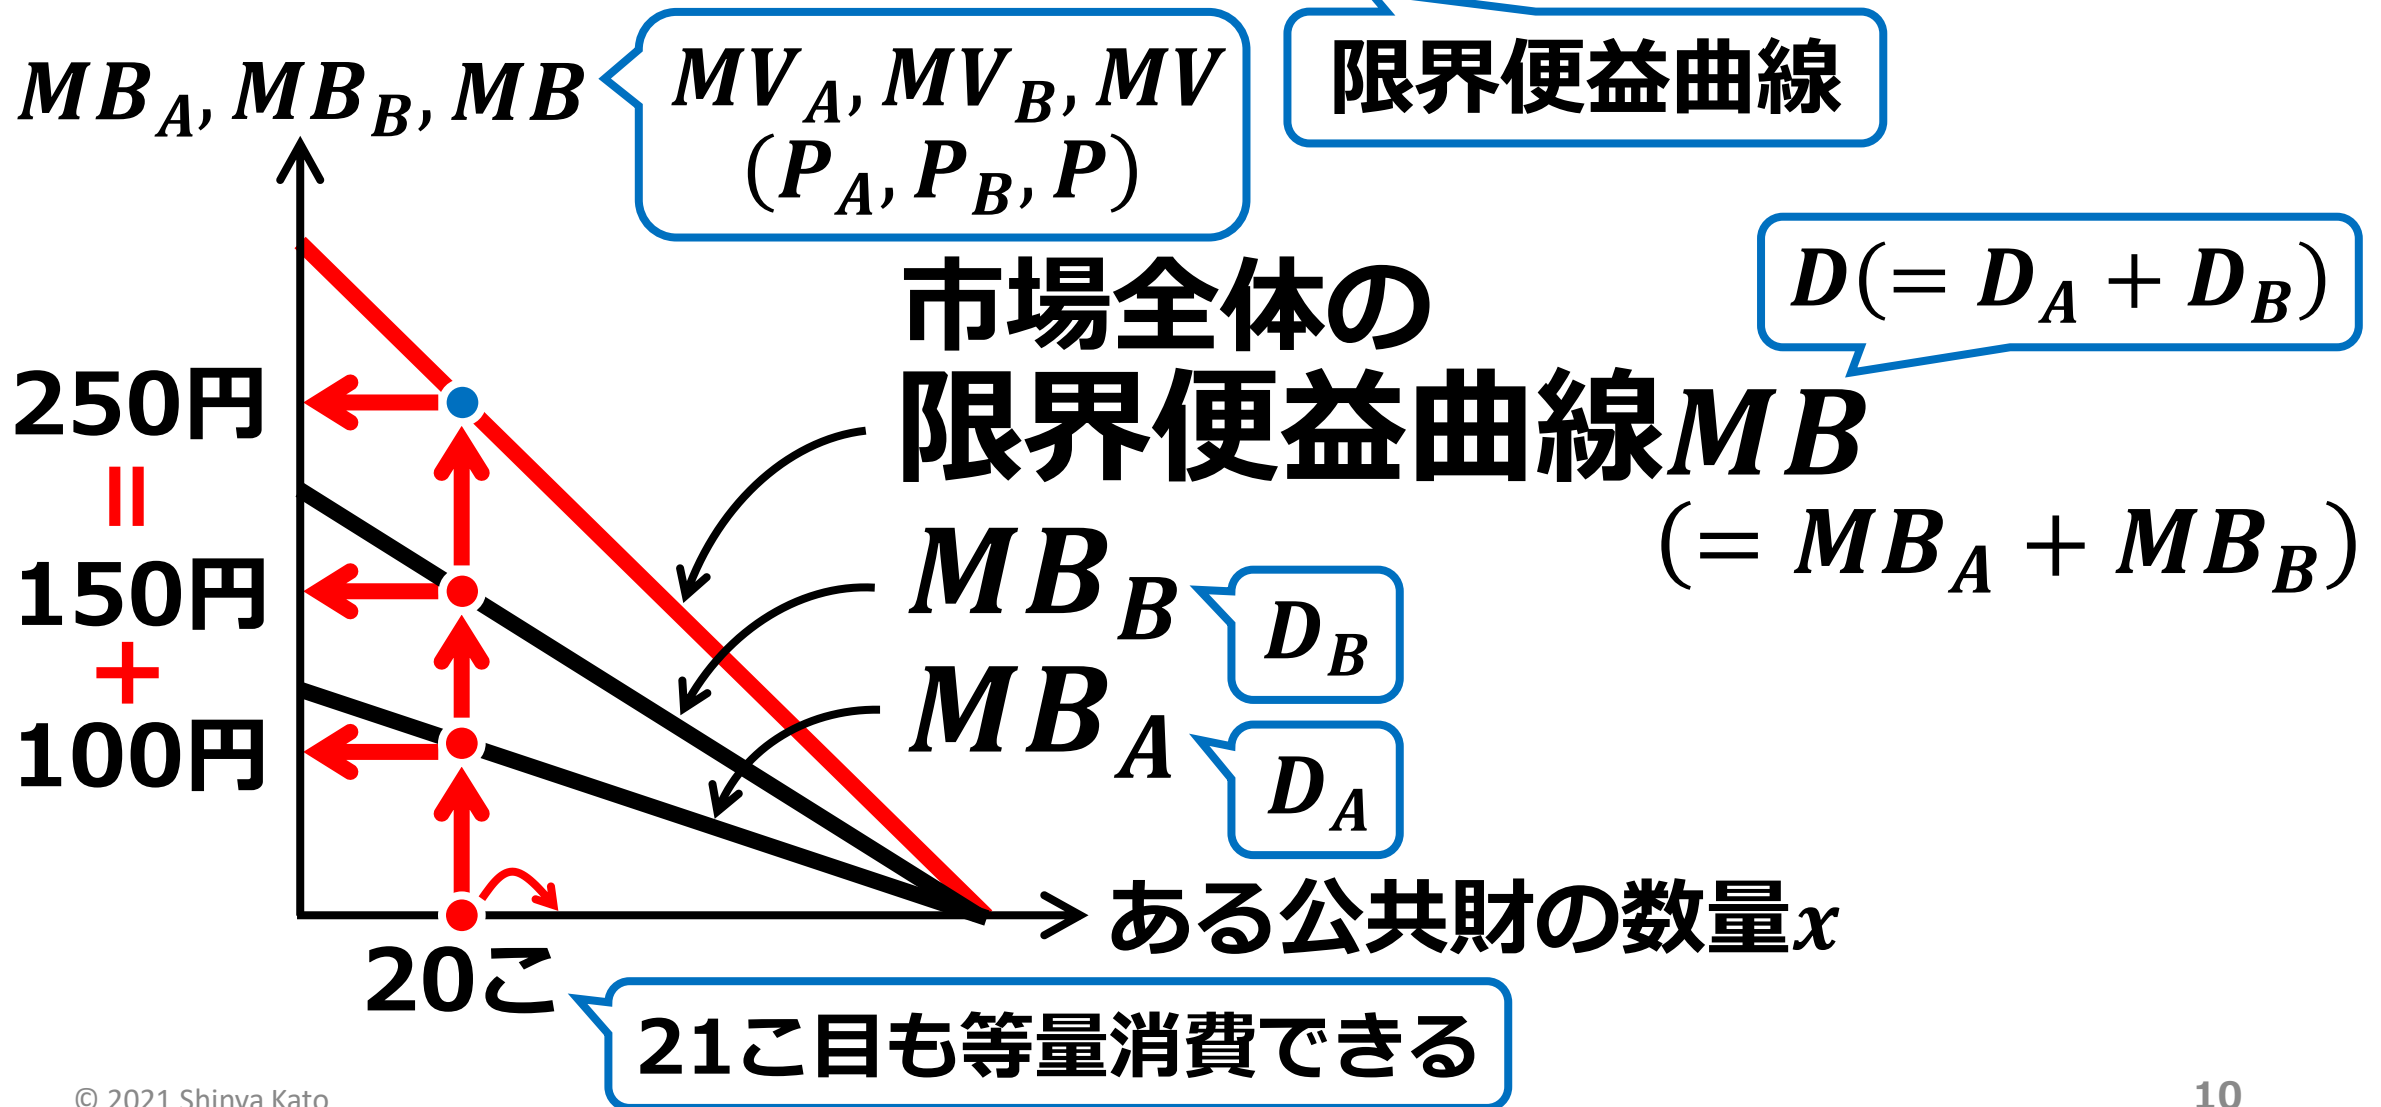 限界便益曲線
MB_A, MB_B, MB
MV_A, MV_B, MV
(P_A, P_B, P)
D(= D_A + D_B)
市場全体の
限界便益曲線MB
(= MB_A + MB_B)
250円
=
150円
+
100円
MB_B
D_B
MB_A
D_A
ある公共財の数量x
20こ
21こ目も等量消費できる
© 2021 Shinya Kato
10